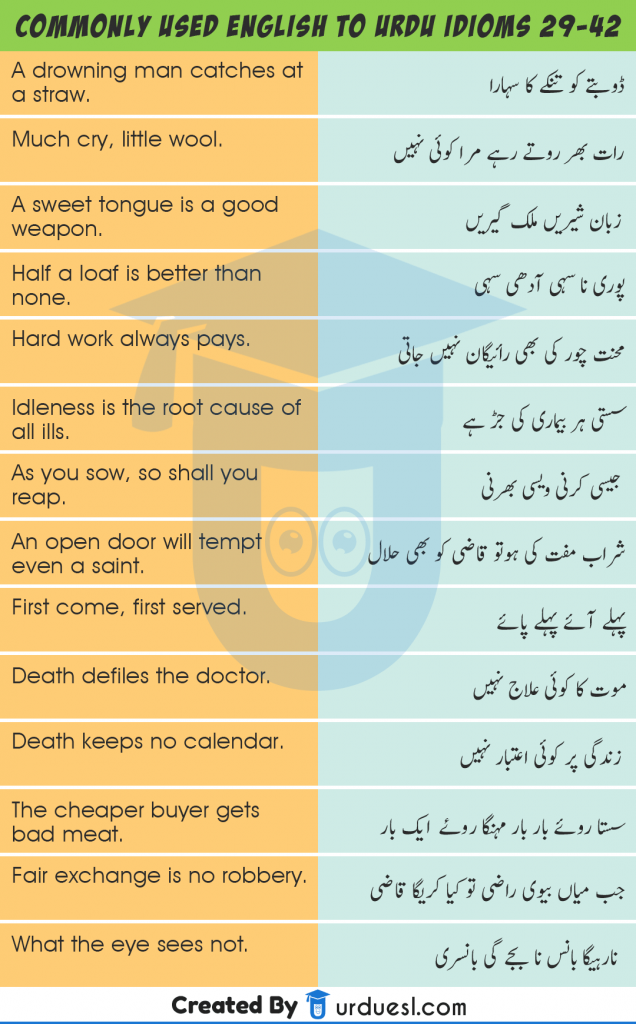 COMMONLY USED ENGLISH TO URDU IDIOMS 29-42
A drowning man catches at
a straw.
ڈوبتے کو تنکے کا سہارا
Much cry, little wool.
رات بھر روتے رہے مرا کوئی نہیں
A sweet tongue is a good
weapon.
زبان شیریں ملک گیریں
Half a loaf is better than
none.
پوری نا سہی آدھی سہی
Hard work always pays.
محنت چور کی بھی رائیگان نہیں جاتی
Idleness is the root cause of
all ills.
سستی ہر بیماری کی جڑ ہے
As you sow, so shall you
reap.
جیسی کرنی ویسی بھرنی
An open door will tempt
even a saint.
شراب مفت کی ہوتو قاضی کو بھی حلال
First come, first served.
پہلے آئے پہلے پائے
Death defiles the doctor.
موت کا کوئی علاج نہیں
Death keeps no calendar.
زندگی پر کوئی اعتبار نہیں
The cheaper buyer gets
bad meat.
سستا روئے بار بار مہنگا روئے ایک بار
Fair exchange is no robbery.
جب میاں بیوی راضی تو کیا کریگا قاضی
What the eye sees not.
نارہیگا بانس نا بجے گی بانسری
Created By urduesl.com